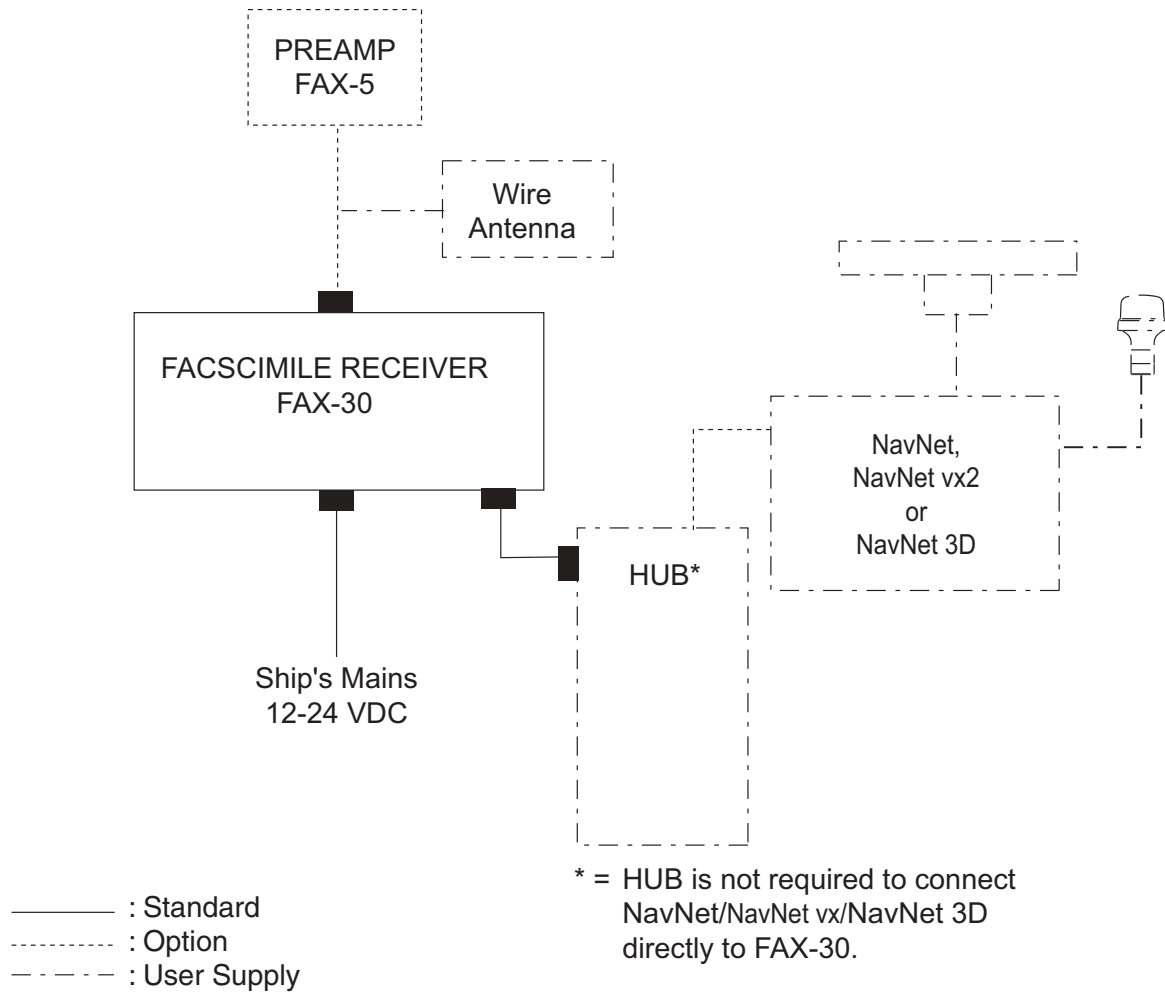 PREAMP
FAX-5
Wire
Antenna
FACSCIMILE RECEIVER
FAX-30
NavNet,
NavNet vx2
or
NavNet 3D
HUB*
Ship's Mains
12-24 VDC
* = HUB is not required to connect
NavNet/NavNet vx/NavNet 3D
directly to FAX-30.
: Standard
: Option
: User Supply